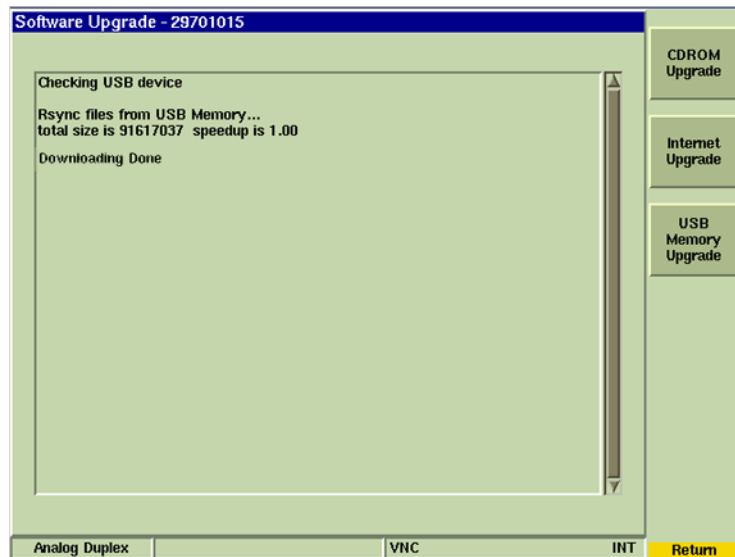 Software Upgrade - 29701015
Checking USB device
Rsync files from USB Memory...
total size is 91617037 speedup is 1.00
Downloading Done
CDROM
Upgrade
Internet
Upgrade
USB
Memory
Upgrade
Analog Duplex
VNC
INT
Return